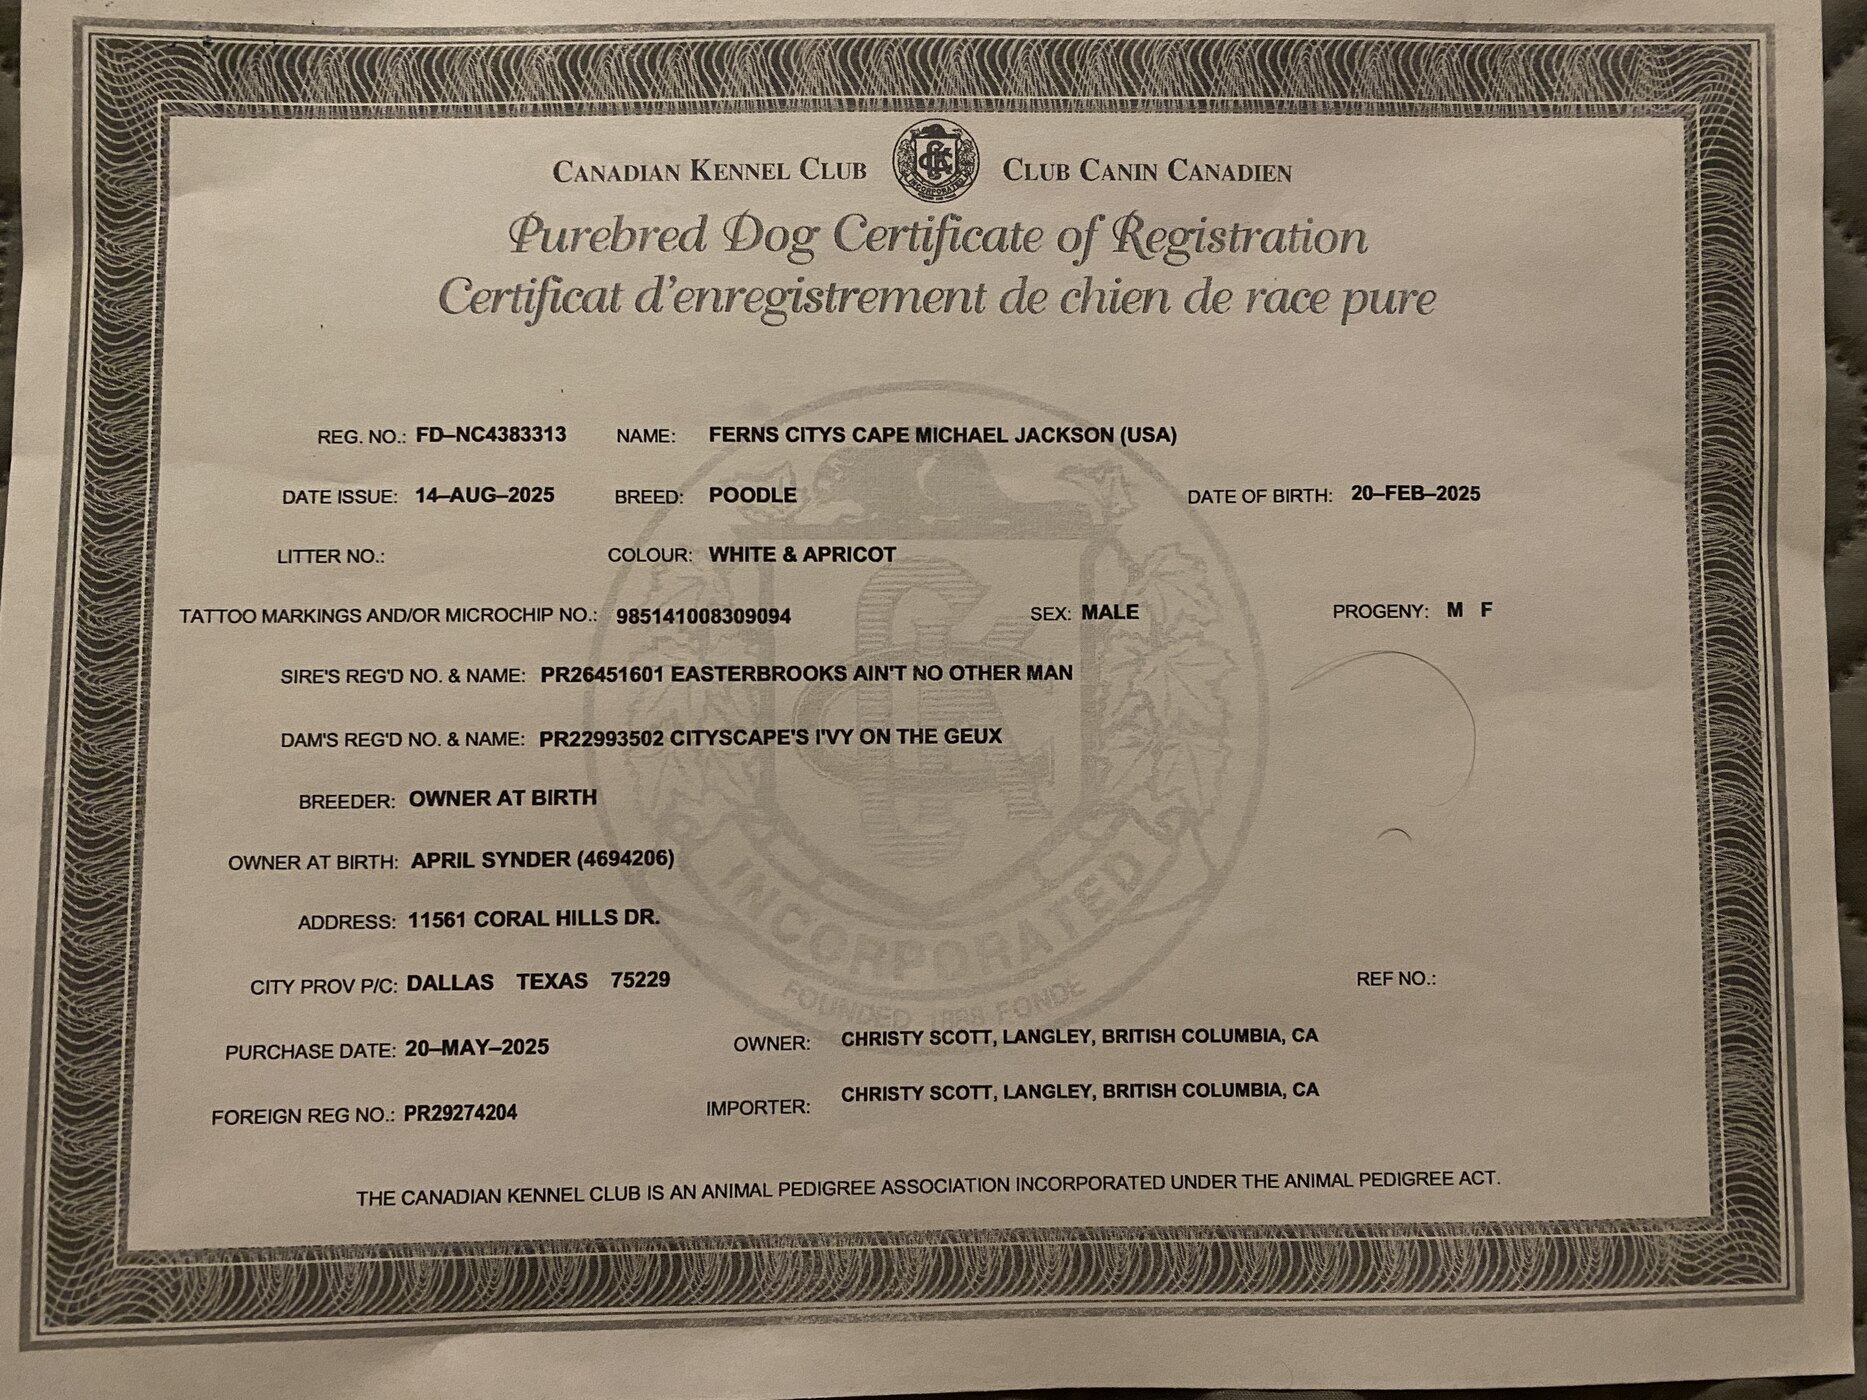 CANADIAN KENNEL CLUB CLUB CANIN CANADIEN
INCORPORATED
Purebred Dog Certificate of Registration
Certificat d'enregistrement de chien de race pure
REG. NO.: FD–NC4383313 NAME: FERNS CITYS CAPE MICHAEL JACKSON (USA)
DATE ISSUE: 14–AUG–2025 BREED: POODLE DATE OF BIRTH: 20–FEB–2025
LITTER NO.: COLOUR: WHITE & APRICOT
TATTOO MARKINGS AND/OR MICROCHIP NO.: 985141008309094 SEX: MALE PROGENY: M F
SIRE'S REG'D NO. & NAME: PR26451601 EASTERBROOKS AIN'T NO OTHER MAN
DAM'S REG'D NO. & NAME: PR22993502 CITYSCAPE'S I'VY ON THE GEUX
BREEDER: OWNER AT BIRTH
OWNER AT BIRTH: APRIL SYNDER (4694206)
ADDRESS: 11561 CORAL HILLS DR.
INCORPORATED
CITY PROV P/C: DALLAS TEXAS 75229 REF NO.:
FOUNDED 1888 FONDE
PURCHASE DATE: 20–MAY–2025 OWNER: CHRISTY SCOTT, LANGLEY, BRITISH COLUMBIA, CA
FOREIGN REG NO.: PR29274204 IMPORTER: CHRISTY SCOTT, LANGLEY, BRITISH COLUMBIA, CA
THE CANADIAN KENNEL CLUB IS AN ANIMAL PEDIGREE ASSOCIATION INCORPORATED UNDER THE ANIMAL PEDIGREE ACT.